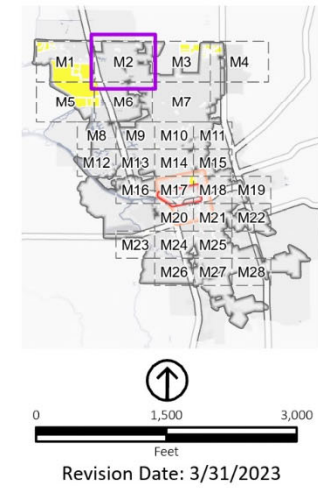 M1 M2 M3 M4
M5 M6 M7
M8 M9 M10 M11
M12 M13 M14 M15
M16 M17 M18 M19
M20 M21 M22
M23 M24 M25
M26 M27 M28
0 1,500 3,000
Feet
Revision Date: 3/31/2023